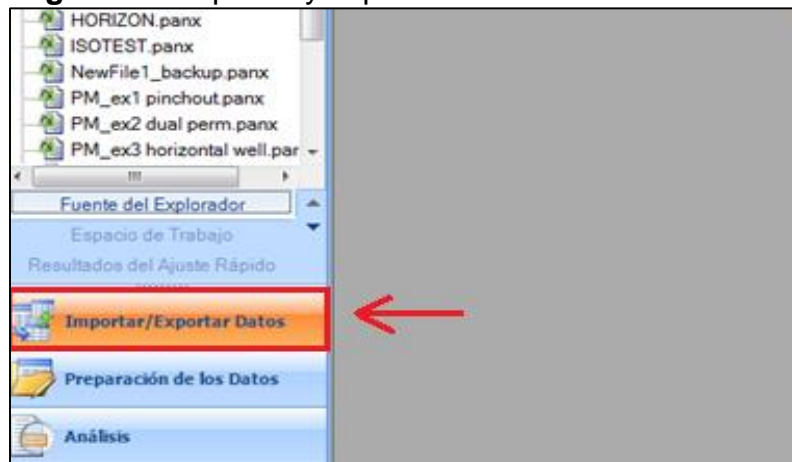 HORIZON.panx
ISOTEST.panx
NewFile1_backup.panx
PM_ex1 pinchout.panx
PM_ex2 dual perm.panx
PM_ex3 horizontal well.par
Fuente del Explorador
Espacio de Trabajo
Resultados del Ajuste Rápido
Importar/Exportar Datos
Preparación de los Datos
Análisis